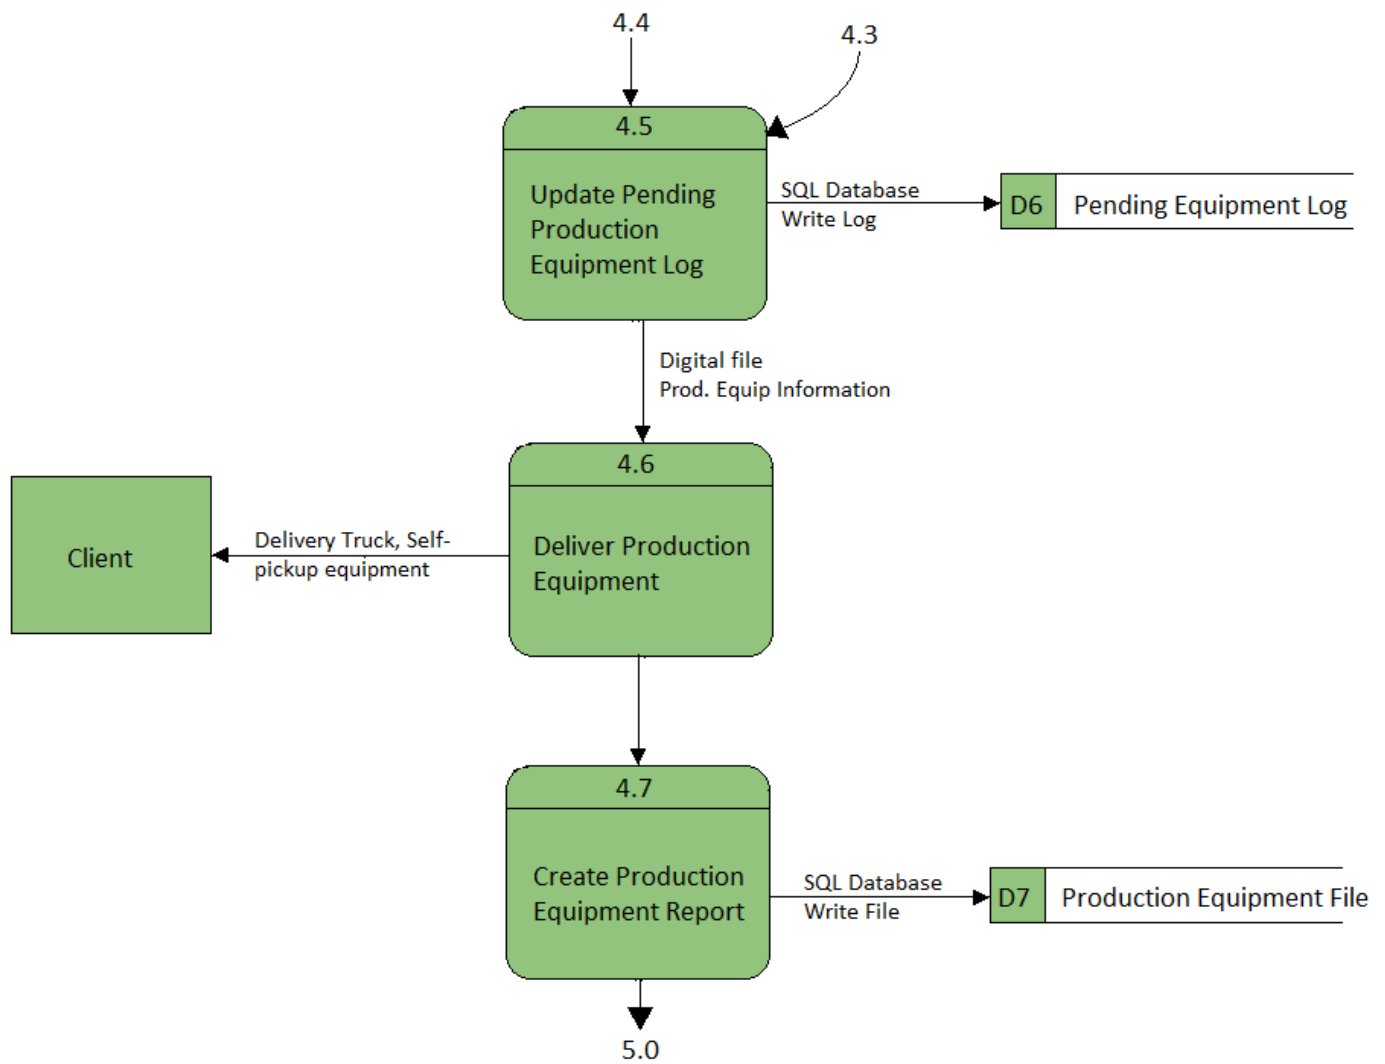 4.4
4.3
4.5
Update Pending
Production
Equipment Log
SQL Database
Write Log
D6
Pending Equipment Log
Digital file
Prod. Equip Information
4.6
Client
Delivery Truck, Self-
pickup equipment
Deliver Production
Equipment
4.7
Create Production
Equipment Report
SQL Database
Write File
D7
Production Equipment File
5.0